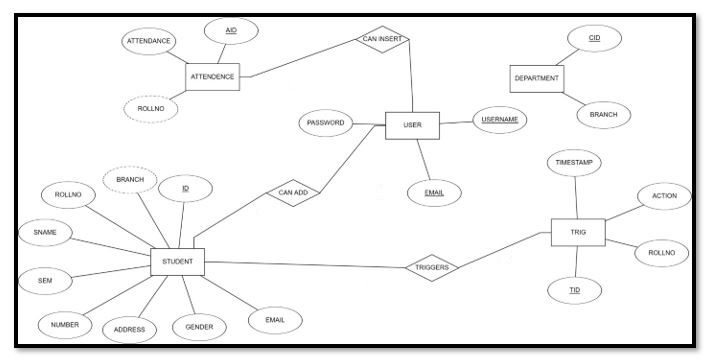 ATTENDANCE
AID
CAN INSERT
CID
ATTENDENCE
DEPARTMENT
ROLLNO
BRANCH
PASSWORD
USER
USERNAME
TIMESTAMP
BRANCH
ID
CAN ADD
EMAIL
ROLLNO
ACTION
SNAME
TRIG
STUDENT
TRIGGERS
ROLLNO
SEM
TID
NUMBER
ADDRESS
GENDER
EMAIL